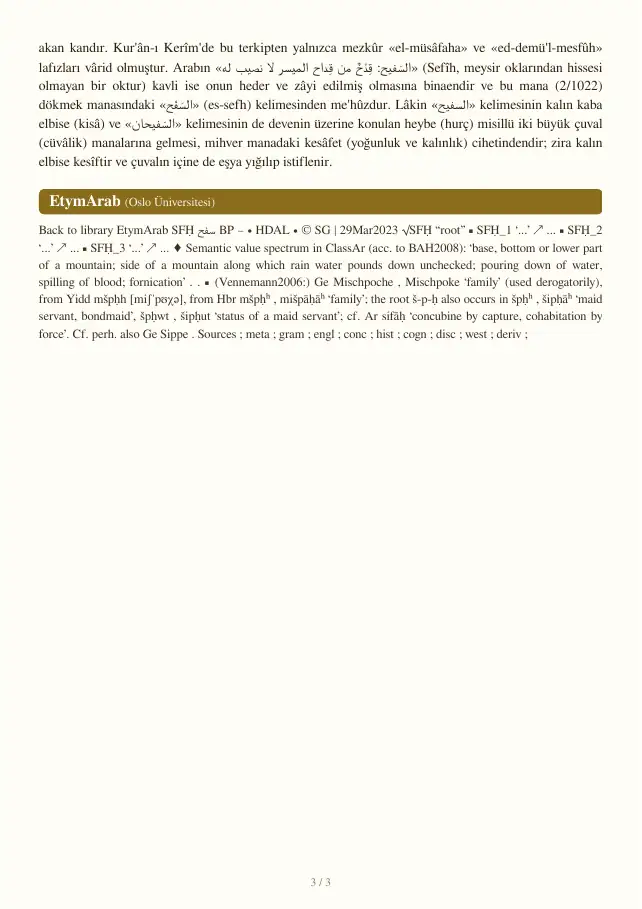 akan kandır. Kur'ân-ı Kerîm'de bu terkipten yalnızca mezkûr «el-müsâfaha» ve «ed-demü'l-mesfûh»
lafızları vârid olmuştur. Arabın «السَفيح: قِدْحٌ من قِداح الميسر لا نصيب له» (Sefîh, meysir oklarından hissesi
olmayan bir oktur) kavli ise onun heder ve zâyi edilmiş olmasına binaendir ve bu mana (2/1022)
dökmek manasındaki «السَفْح» (es-sefh) kelimesinden me'hûzdur. Lâkin «السفيح» kelimesinin kalın kaba
elbise (kisâ) ve «السَفيحان» kelimesinin de devenin üzerine konulan heybe (hurç) misillü iki büyük çuval
(cüvâlik) manalarına gelmesi, mihver manadaki kesâfet (yoğunluk ve kalınlık) cihetindendir; zira kalın
elbise kesîftir ve çuvalın içine de eşya yığılıp istiflenir.
EtymArab (Oslo Üniversitesi)
Back to library EtymArab SFḤ سفح BP – • HDAL • © SG | 29Mar2023 √SFḤ “root” ▪ SFḤ_1 ‘...’ ↗ ... ▪ SFḤ_2
‘...’ ↗ ... ▪ SFḤ_3 ‘...’ ↗ ... ♦ Semantic value spectrum in ClassAr (acc. to BAH2008): ‘base, bottom or lower part
of a mountain; side of a mountain along which rain water pounds down unchecked; pouring down of water,
spilling of blood; fornication’ . . ▪ (Vennemann2006:) Ge Mischpoche , Mischpoke ‘family’ (used derogatorily),
from Yidd mšpḥh [miʃˈpɐχə], from Hbr mšpḥʰ , mišpāḥāʰ ‘family’; the root š-p-ḥ also occurs in špḥʰ , šipḥāʰ ‘maid
servant, bondmaid’, špḥwt , šipḥut ‘status of a maid servant’; cf. Ar sifāḥ ‘concubine by capture, cohabitation by
force’. Cf. perh. also Ge Sippe . Sources ; meta ; gram ; engl ; conc ; hist ; cogn ; disc ; west ; deriv ;
3 / 3